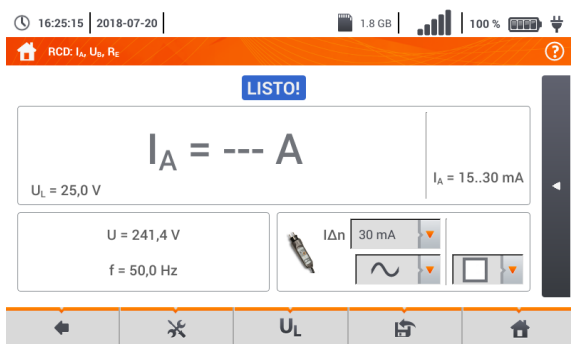 16:25:15 2018-07-20 1.8 GB 100 %
RCD: IA, UB, RE ?
LISTO!
IA = --- A
UL = 25,0 V
IA = 15..30 mA
U = 241,4 V
f = 50,0 Hz
IΔn 30 mA
UL